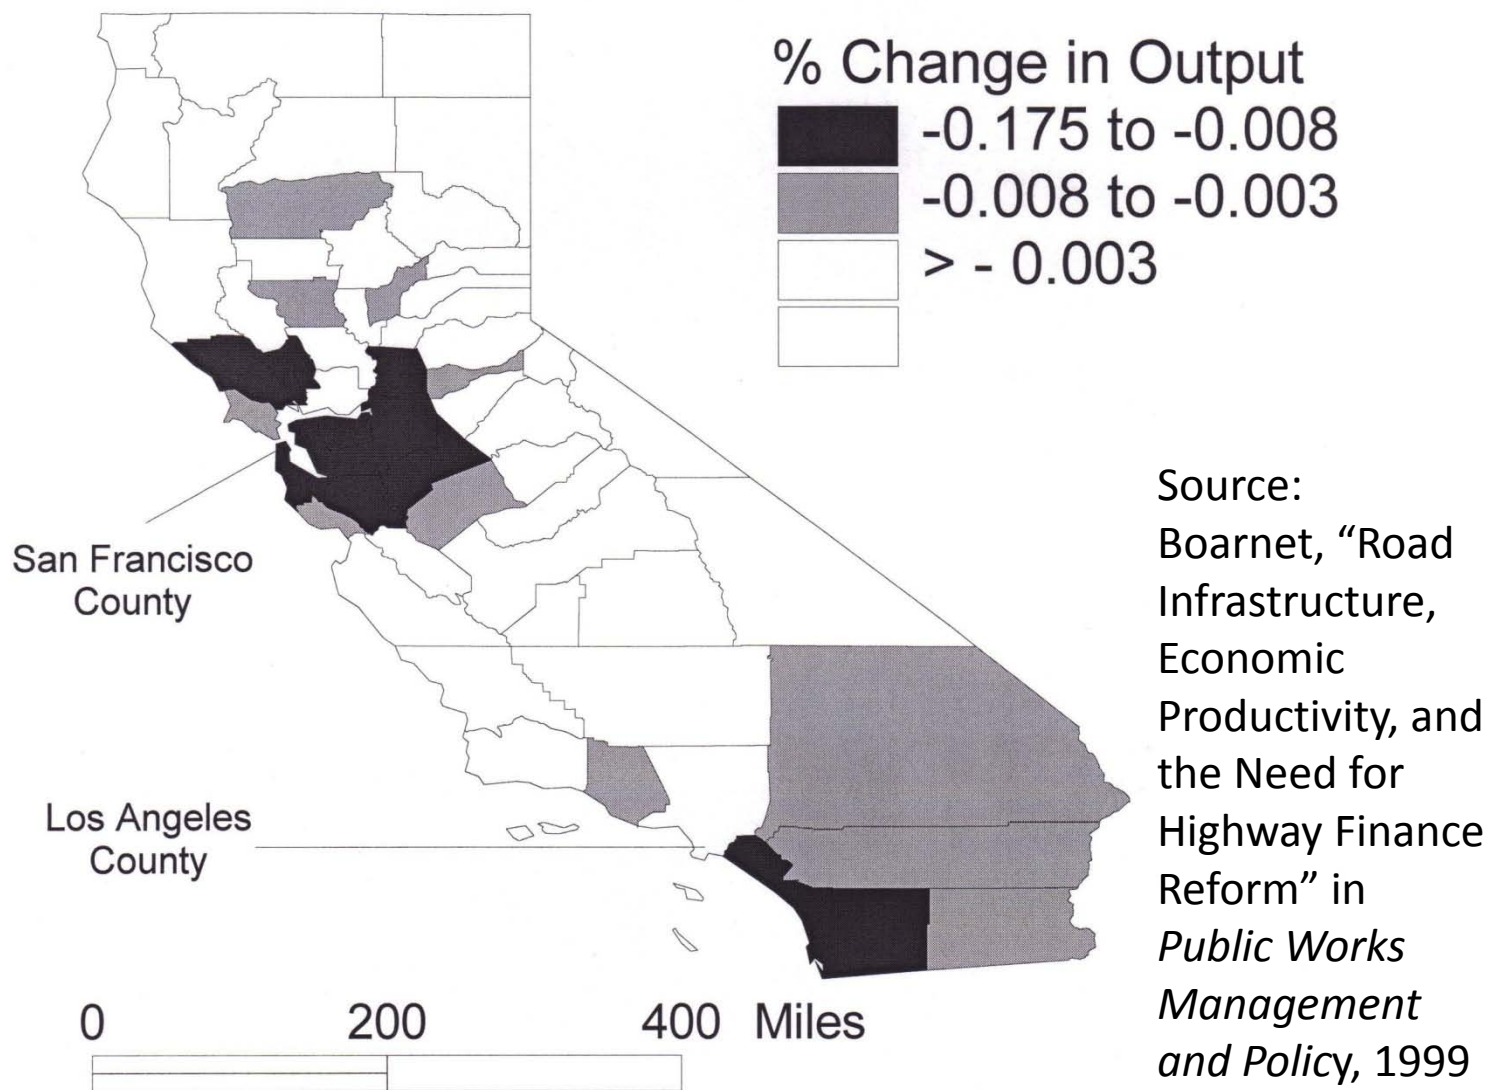 % Change in Output
-0.175 to -0.008
-0.008 to -0.003
> - 0.003
San Francisco
County
Los Angeles
County
0 200 400 Miles
Source:
Boarnet, “Road
Infrastructure,
Economic
Productivity, and
the Need for
Highway Finance
Reform” in
Public Works
Management
and Policy, 1999